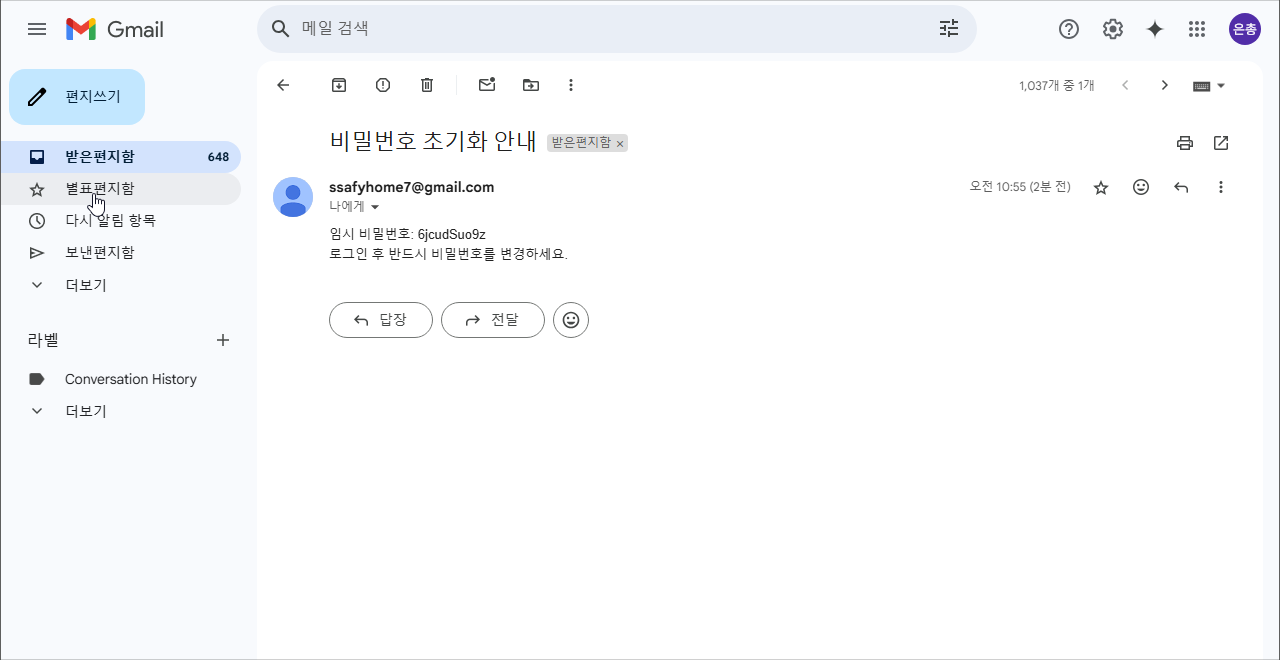 Gmail
메일 검색
은총
편지쓰기
1,037개 중 1개
받은편지함 648
별표편지함
다시 알림 항목
보낸편지함
더보기
라벨
Conversation History
더보기
비밀번호 초기화 안내 받은편지함 ×
ssafyhome7@gmail.com
오전 10:55 (2분 전)
나에게
임시 비밀번호: 6jcudSuo9z
로그인 후 반드시 비밀번호를 변경하세요.
답장
전달